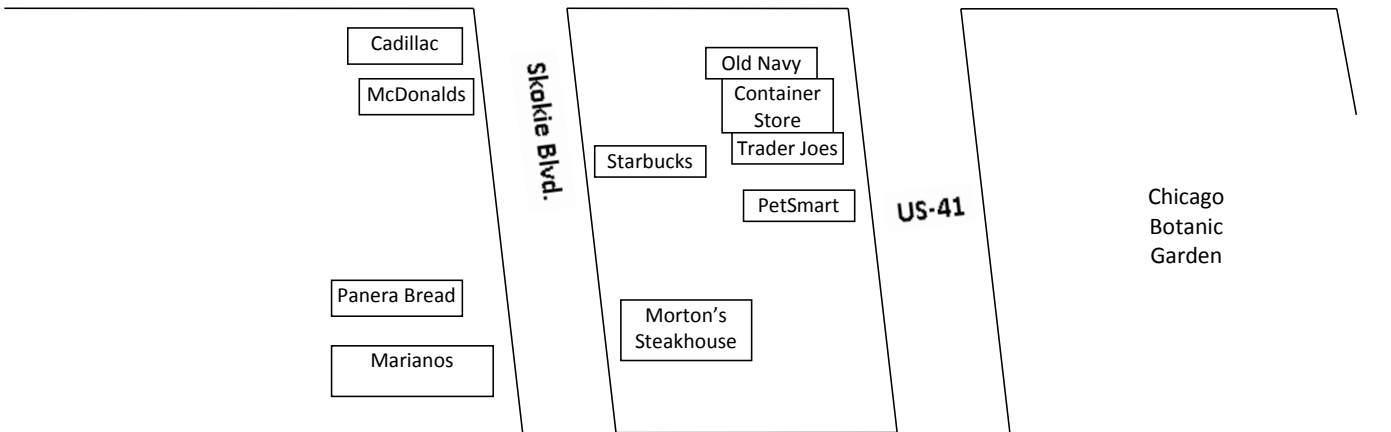 Cadillac
McDonalds
Skokie Blvd.
Old Navy
Container
Store
Trader Joes
Starbucks
PetSmart
US-41
Chicago
Botanic
Garden
Panera Bread
Marianos
Morton’s
Steakhouse